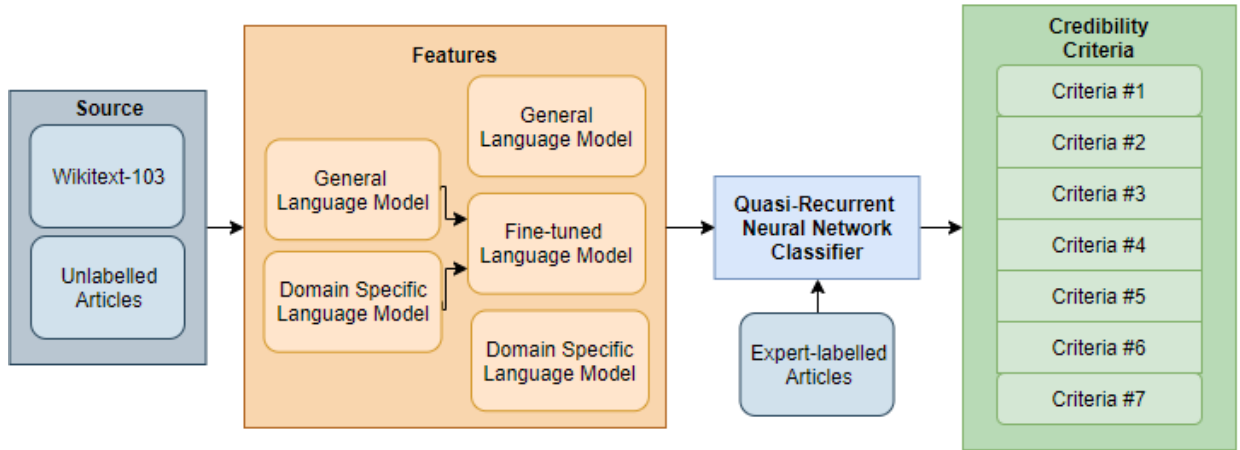 Source
Wikitext-103
Unlabelled
Articles
Features
General
Language Model
Domain Specific
Language Model
General
Language Model
Fine-tuned
Language Model
Domain Specific
Language Model
Quasi-Recurrent
Neural Network
Classifier
Expert-labelled
Articles
Credibility
Criteria
Criteria #1
Criteria #2
Criteria #3
Criteria #4
Criteria #5
Criteria #6
Criteria #7